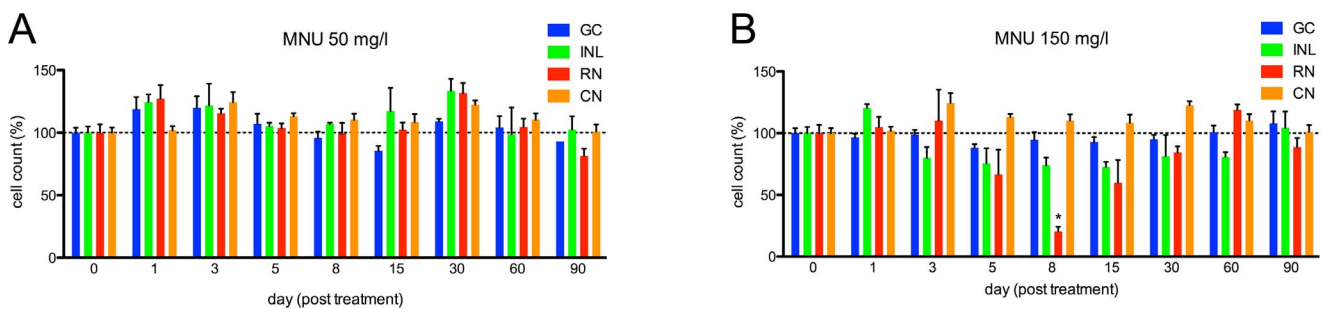 A
MNU 50 mg/l
GC
INL
RN
CN
cell count (%)
150
100
50
0
0 1 3 5 8 15 30 60 90
day (post treatment)
B
MNU 150 mg/l
GC
INL
RN
CN
cell count (%)
150
100
50
0
*
0 1 3 5 8 15 30 60 90
day (post treatment)